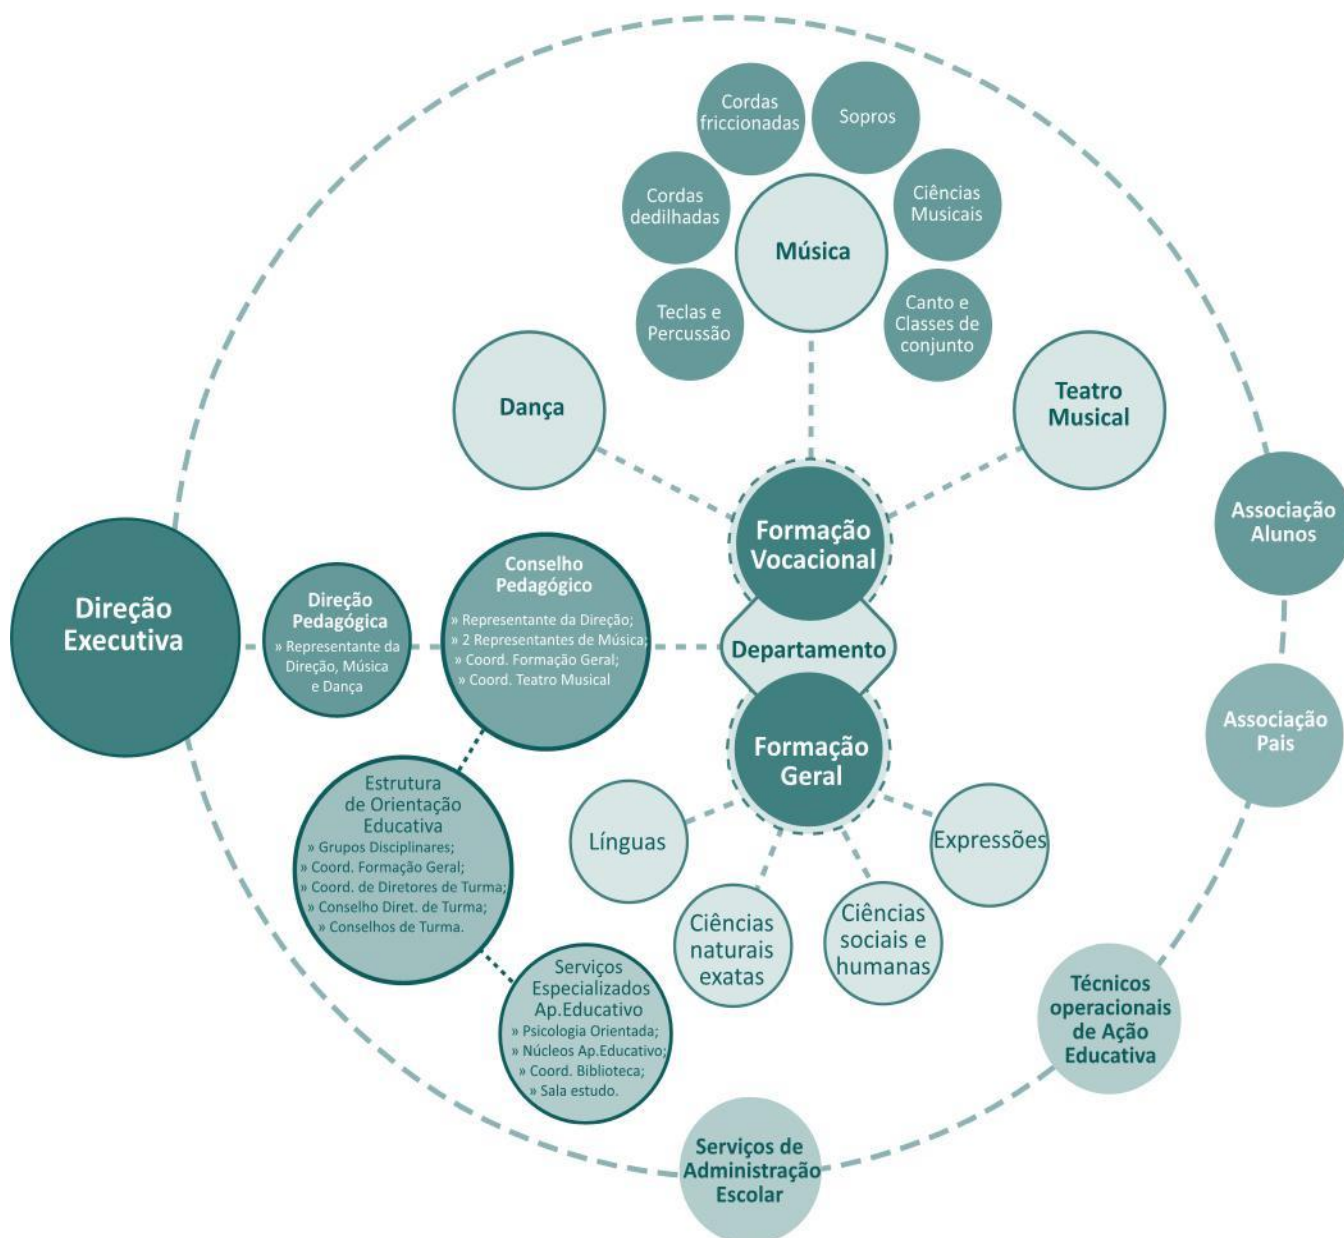 Cordas
friccionadas
Sopros
Cordas
dedilhadas
Ciências
Musicais
Música
Teclas e
Percussão
Canto e
Classes de
conjunto
Dança
Teatro
Musical
Associação
Alunos
Formação
Vocacional
Direção
Executiva
Direção
Pedagógica
» Representante da
Direção, Música
e Dança
Conselho
Pedagógico
» Representante da Direção;
» 2 Representantes de Música;
» Coord. Formação Geral;
» Coord. Teatro Musical
Departamento
Associação
Pais
Formação
Geral
Estrutura
de Orientação
Educativa
» Grupos Disciplinares;
» Coord. Formação Geral;
» Coord. de Diretores de Turma;
» Conselho Diret. de Turma;
» Conselhos de Turma.
Línguas
Ciências
naturais
exatas
Ciências
sociais e
humanas
Expressões
Serviços
Especializados
Ap.Educativo
» Psicologia Orientada;
» Núcleos Ap.Educativo;
» Coord. Biblioteca;
» Sala estudo.
Técnicos
operacionais
de Ação
Educativa
Serviços de
Administração
Escolar